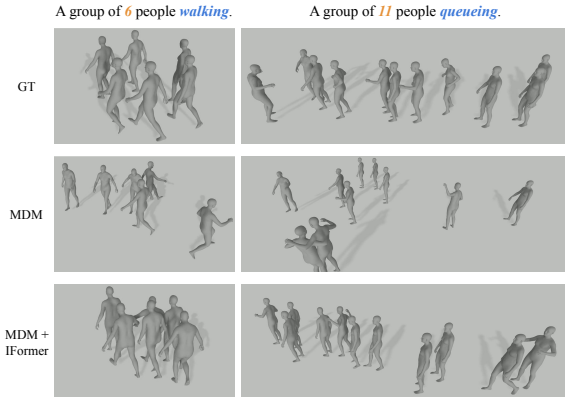 A group of 6 people walking.
A group of 11 people queueing.
GT
MDM
MDM +
IFormer